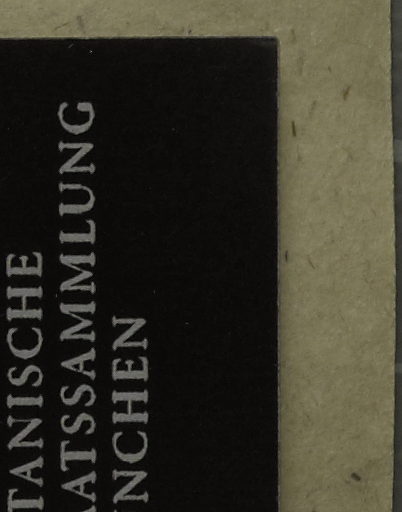 TANISCHE
ATSSAMMLUNG
NCHEN